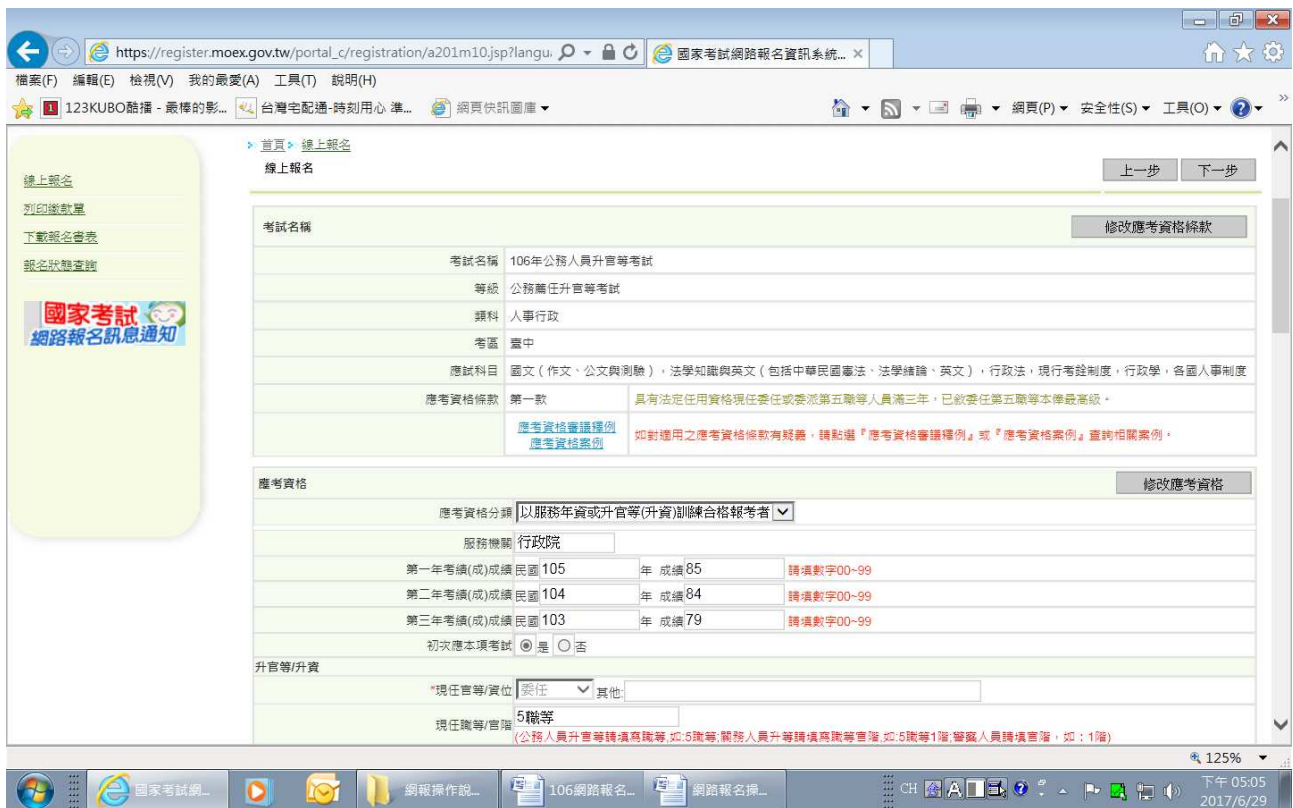 https://register.moex.gov.tw/portal_c/registration/a201m10.jsp?langu
國家考試網路報名資訊系統...
檔案(F) 編輯(E) 檢視(V) 我的最愛(A) 工具(T) 說明(H)
123KUBO酷播 - 最棒的影... 台灣宅配通-時刻用心 準... 網頁快訊圖庫 網頁(P) 安全性(S) 工具(O)
首頁 線上報名
線上報名 上一步 下一步
線上報名
列印繳款單
下載報名書表
報名狀態查詢
國家考試
網路報名訊息通知
考試名稱 修改應考資格條款
考試名稱 106年公務人員升官等考試
等級 公務薦任升官等考試
類科 人事行政
考區 臺中
應試科目 國文(作文、公文與測驗),法學知識與英文(包括中華民國憲法、法學緒論、英文),行政法,現行考銓制度,行政學,各國人事制度
應考資格條款 第一款 具有法定任用資格現任委任或委派第五職等人員滿三年,已敘委任第五職等本俸最高級。
應考資格審議釋例
應考資格案例
如對適用之應考資格條款有疑義,請點選『應考資格審議釋例』或『應考資格案例』查詢相關案例。
應考資格 修改應考資格
應考資格分類 以服務年資或升官等(升資)訓練合格報考者
服務機關 行政院
第一年考績(成)成績 民國 105 年 成績 85 請填數字00~99
第二年考績(成)成績 民國 104 年 成績 84 請填數字00~99
第三年考績(成)成績 民國 103 年 成績 79 請填數字00~99
初次應本項考試 是 否
升官等/升資
*現任官等/資位 委任 其他:
現任職等/官階 5職等
(公務人員升官等請填寫職等,如:5職等;關務人員升等請填寫職等官階,如:5職等1階;警察人員請填官階,如:1階)
125%
國家考試網... 網報操作說... 106網路報名... 網路報名操... CH 下午 05:05
2017/6/29